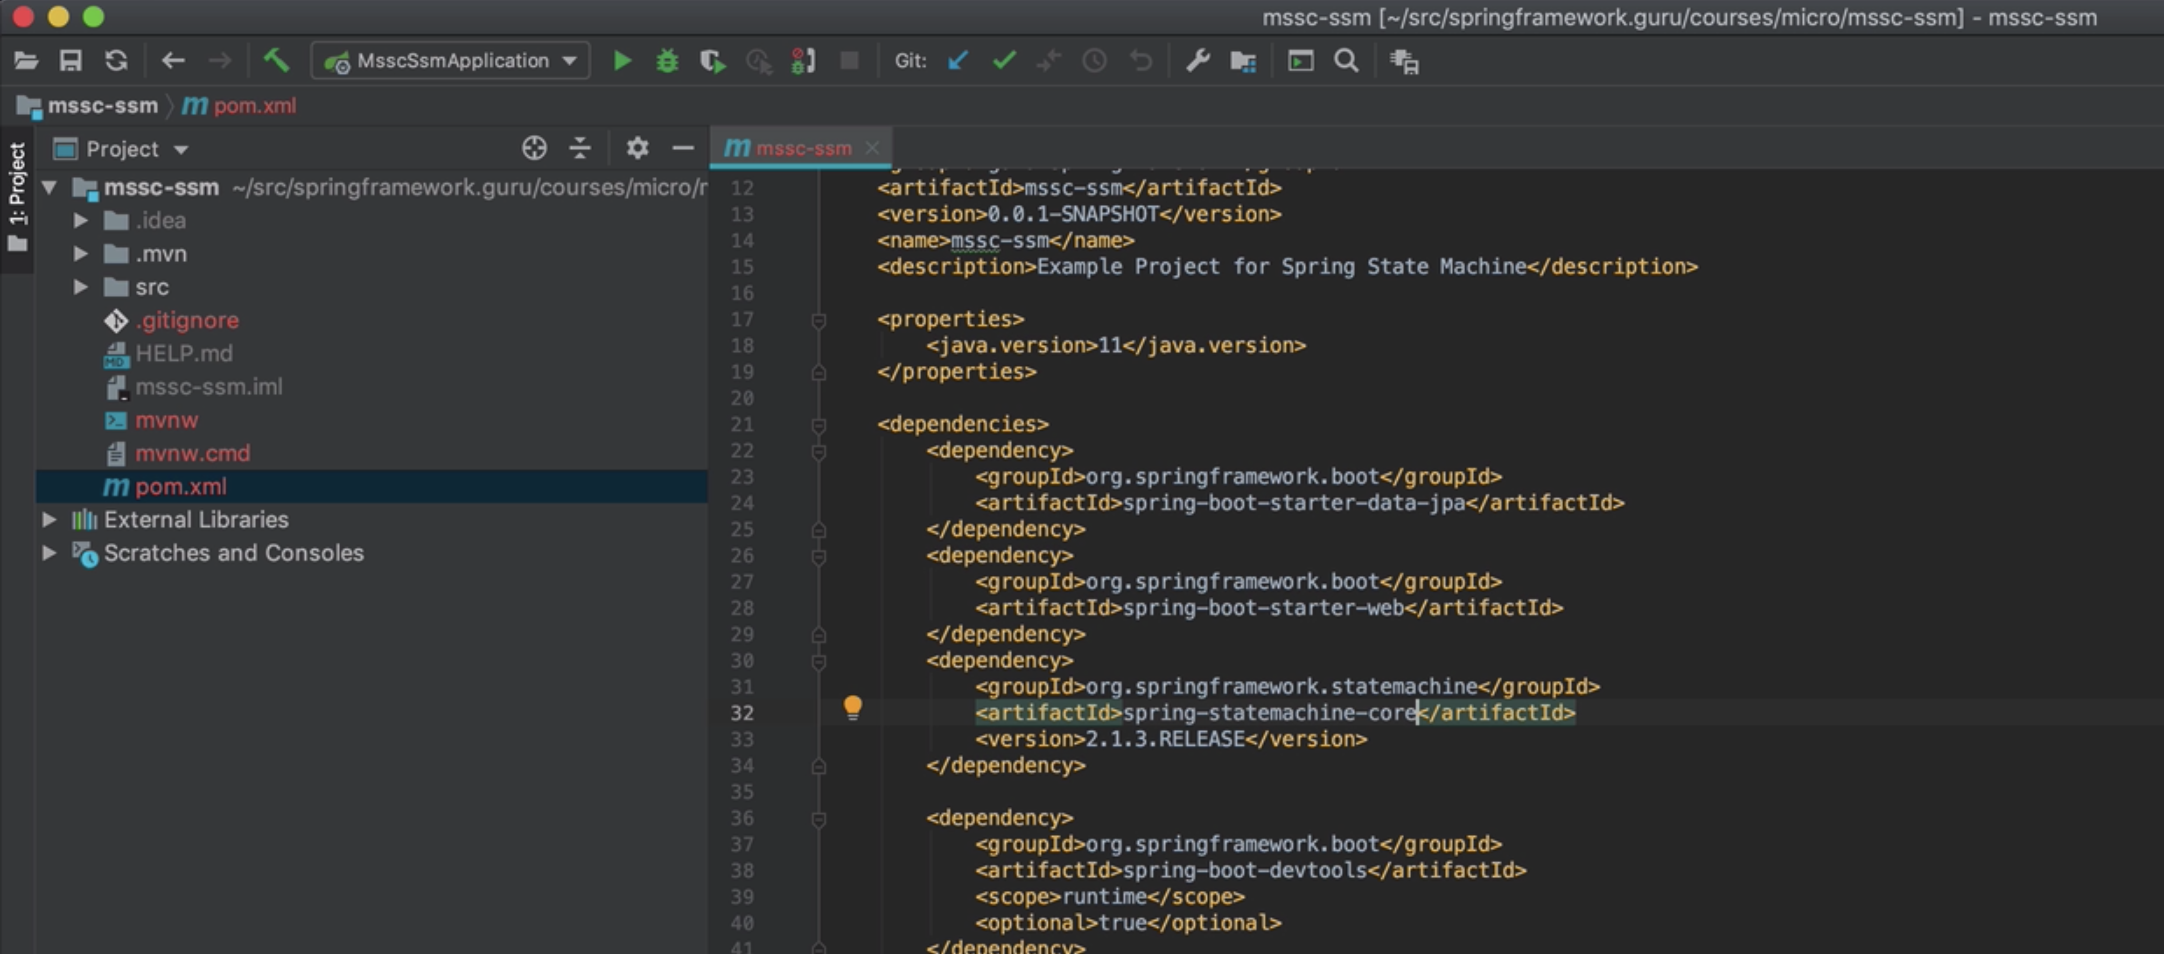 mssc-ssm [~/src/springframework.guru/courses/micro/mssc-ssm] - mssc-ssm
MsscSsmApplication
Git:
mssc-ssm
m pom.xml
1: Project
Project
mssc-ssm ~/src/springframework.guru/courses/micro/
.idea
.mvn
src
.gitignore
MD HELP.md
mssc-ssm.iml
mvnw
mvnw.cmd
m pom.xml
External Libraries
Scratches and Consoles
m mssc-ssm
12 <artifactId>mssc-ssm</artifactId>
13 <version>0.0.1-SNAPSHOT</version>
14 <name>mssc-ssm</name>
15 <description>Example Project for Spring State Machine</description>
16
17 <properties>
18 <java.version>11</java.version>
19 </properties>
20
21 <dependencies>
22 <dependency>
23 <groupId>org.springframework.boot</groupId>
24 <artifactId>spring-boot-starter-data-jpa</artifactId>
25 </dependency>
26 <dependency>
27 <groupId>org.springframework.boot</groupId>
28 <artifactId>spring-boot-starter-web</artifactId>
29 </dependency>
30 <dependency>
31 <groupId>org.springframework.statemachine</groupId>
32 <artifactId>spring-statemachine-core</artifactId>
33 <version>2.1.3.RELEASE</version>
34 </dependency>
35
36 <dependency>
37 <groupId>org.springframework.boot</groupId>
38 <artifactId>spring-boot-devtools</artifactId>
39 <scope>runtime</scope>
40 <optional>true</optional>
41 </dependency>